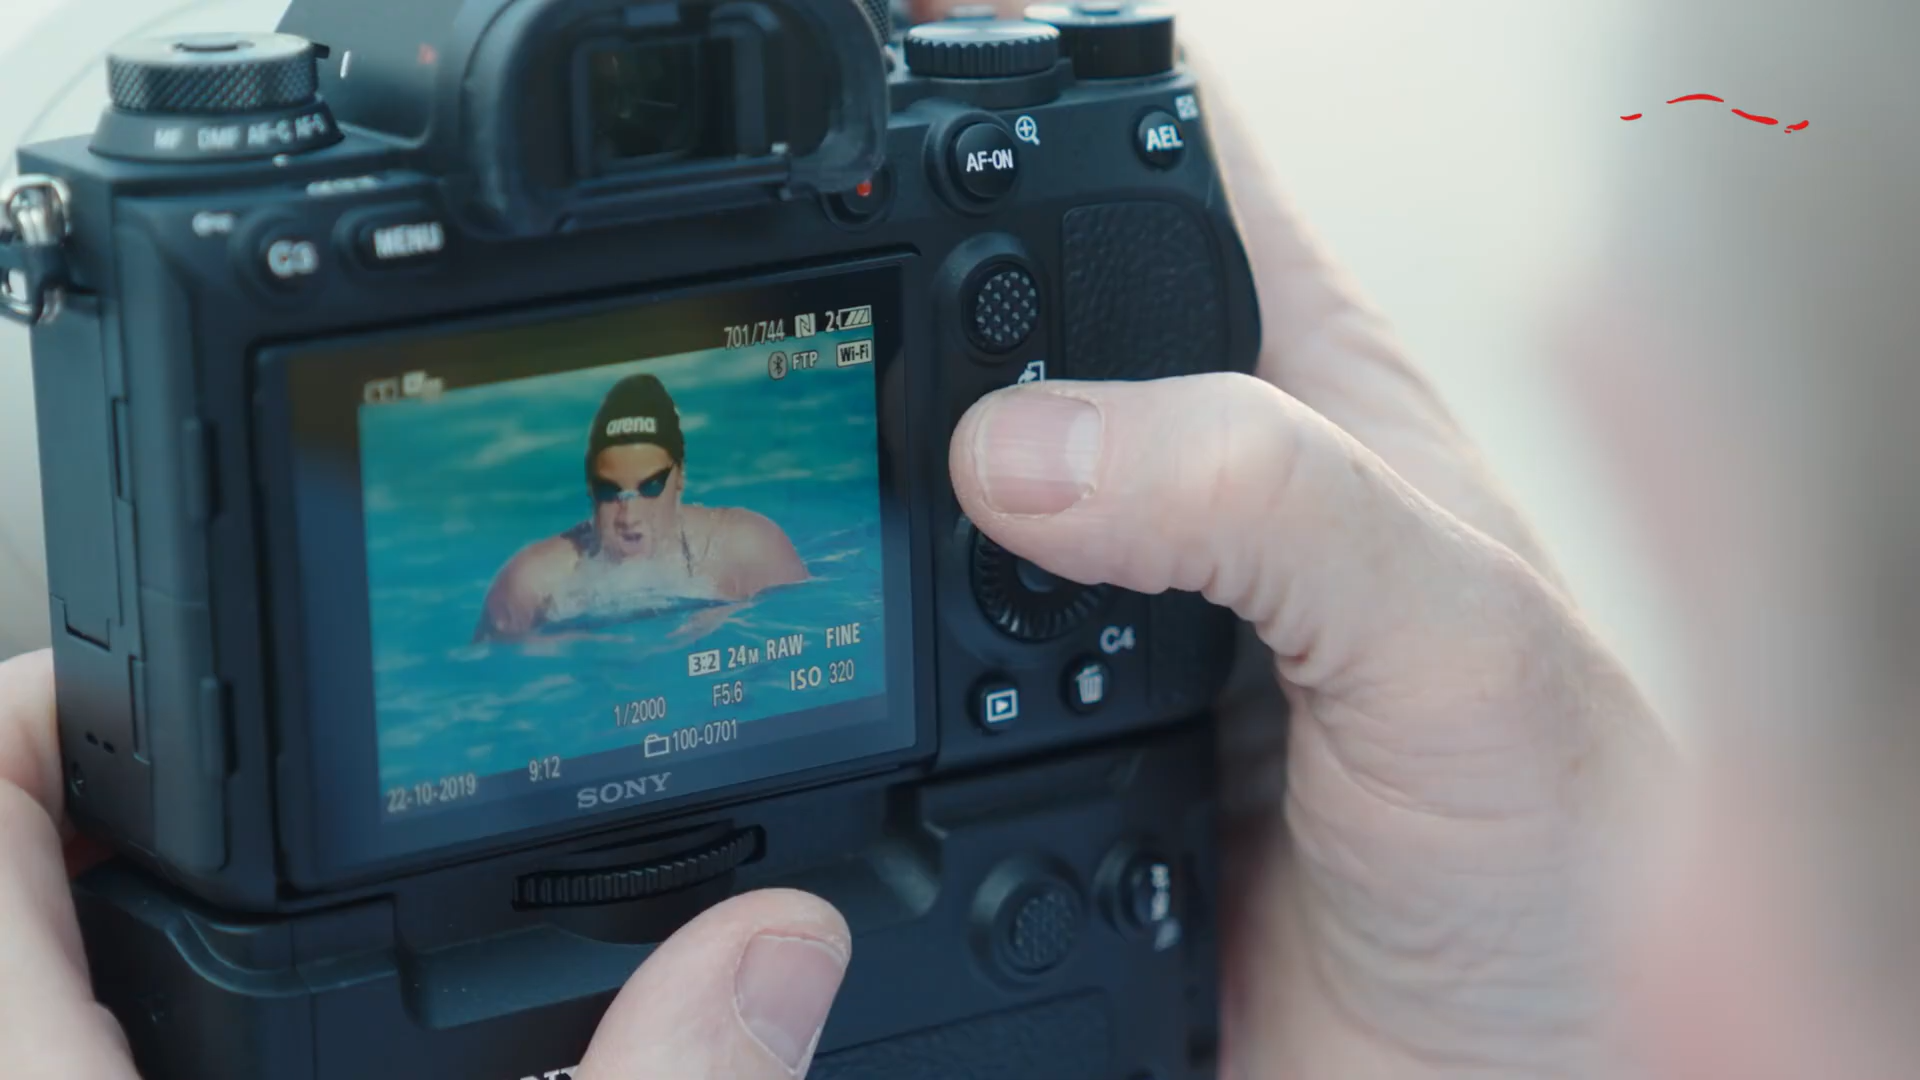 MF DMF AF-C AF-S
AF-ON
AEL
C3
MENU
701/744 N 2
FTP Wi-Fi
arena
3:2 24M RAW FINE
1/2000 F5.6 ISO 320
100-0701
22-10-2019 9:12
SONY
C4